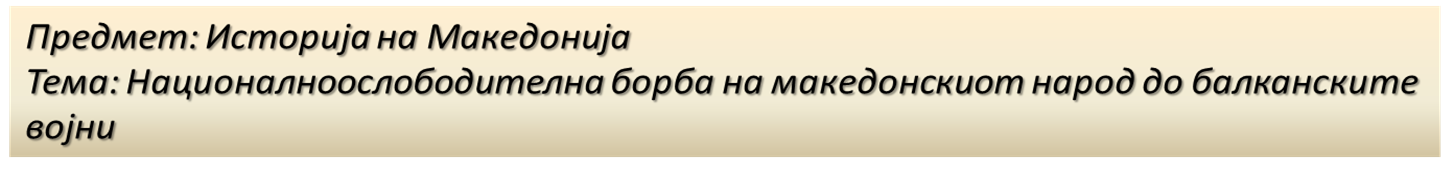 Предмет: Историја на Македонија
Тема: Националноослободителна борба на македонскиот народ до балканските
војни